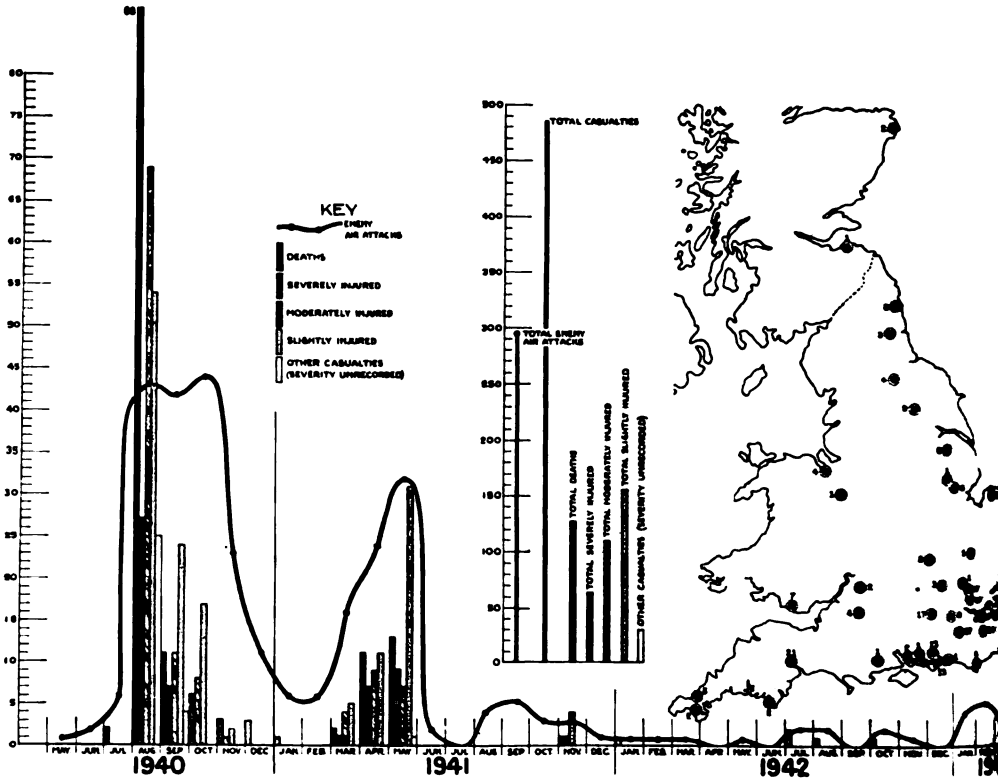 88
80
75
70
65
60
55
50
45
40
35
30
25
20
15
10
5
0
KEY
ENEMY
AIR ATTACKS
DEATHS
SEVERELY INJURED
MODERATELY INJURED
SLIGHTLY INJURED
OTHER CASUALTIES
(SEVERITY UNRECORDED)
500
450
400
350
300
250
200
150
100
50
0
TOTAL CASUALTIES
TOTAL ENEMY
AIR ATTACKS
TOTAL DEATHS
TOTAL SEVERELY INJURED
TOTAL MODERATELY INJURED
TOTAL SLIGHTLY INJURED
OTHER CASUALTIES (SEVERITY UNRECORDED)
MAY JUN JUL AUG SEP OCT NOV DEC JAN FEB MAR APR MAY JUN JUL AUG SEP OCT NOV DEC JAN FEB MAR APR MAY JUN JUL AUG SEP OCT NOV DEC JAN
1940 1941 1942